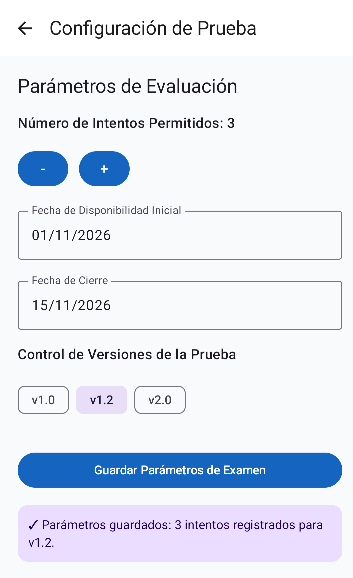 ← Configuración de Prueba
Parámetros de Evaluación
Número de Intentos Permitidos: 3
- +
Fecha de Disponibilidad Inicial
01/11/2026
Fecha de Cierre
15/11/2026
Control de Versiones de la Prueba
v1.0 v1.2 v2.0
Guardar Parámetros de Examen
✓ Parámetros guardados: 3 intentos registrados para
v1.2.